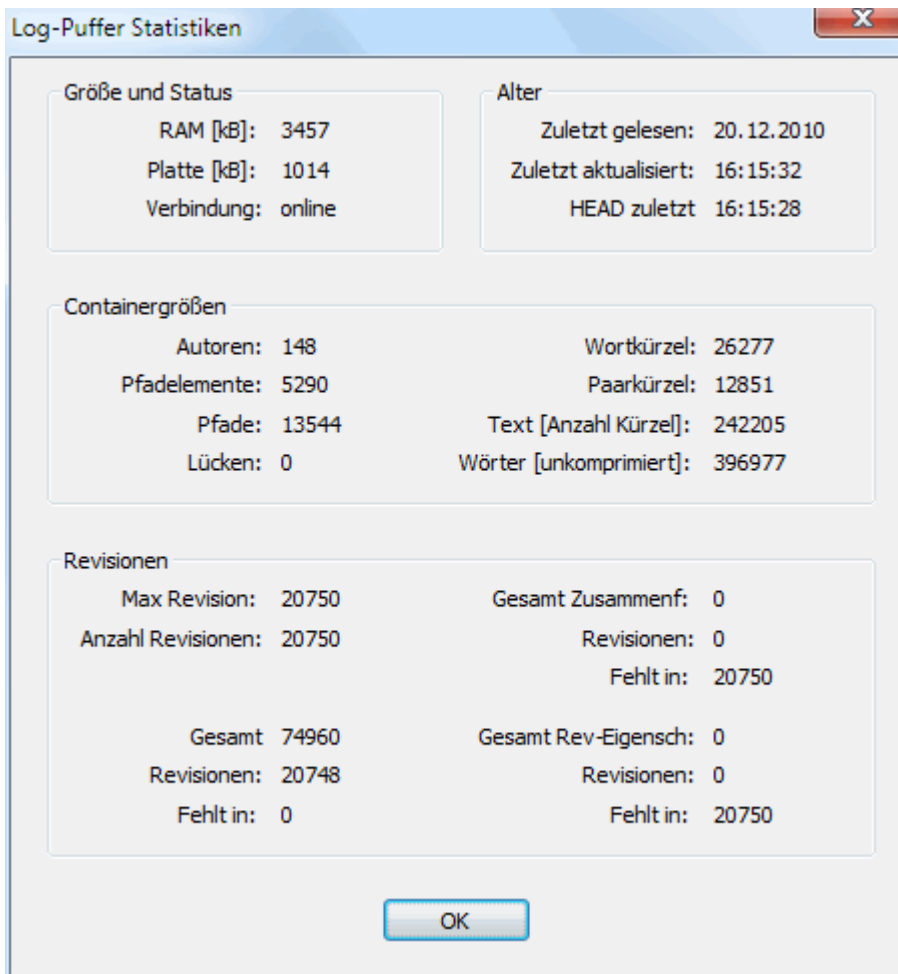 Log-Puffer Statistiken
Größe und Status
RAM [kB]: 3457
Platte [kB]: 1014
Verbindung: online
Alter
Zuletzt gelesen: 20.12.2010
Zuletzt aktualisiert: 16:15:32
HEAD zuletzt 16:15:28
Containergrößen
Autoren: 148
Pfadelemente: 5290
Pfade: 13544
Lücken: 0
Wortkürzel: 26277
Paarkürzel: 12851
Text [Anzahl Kürzel]: 242205
Wörter [unkomprimiert]: 396977
Revisionen
Max Revision: 20750
Anzahl Revisionen: 20750
Gesamt 74960
Revisionen: 20748
Fehlt in: 0
Gesamt Zusammenf: 0
Revisionen: 0
Fehlt in: 20750
Gesamt Rev-Eigensch: 0
Revisionen: 0
Fehlt in: 20750
OK